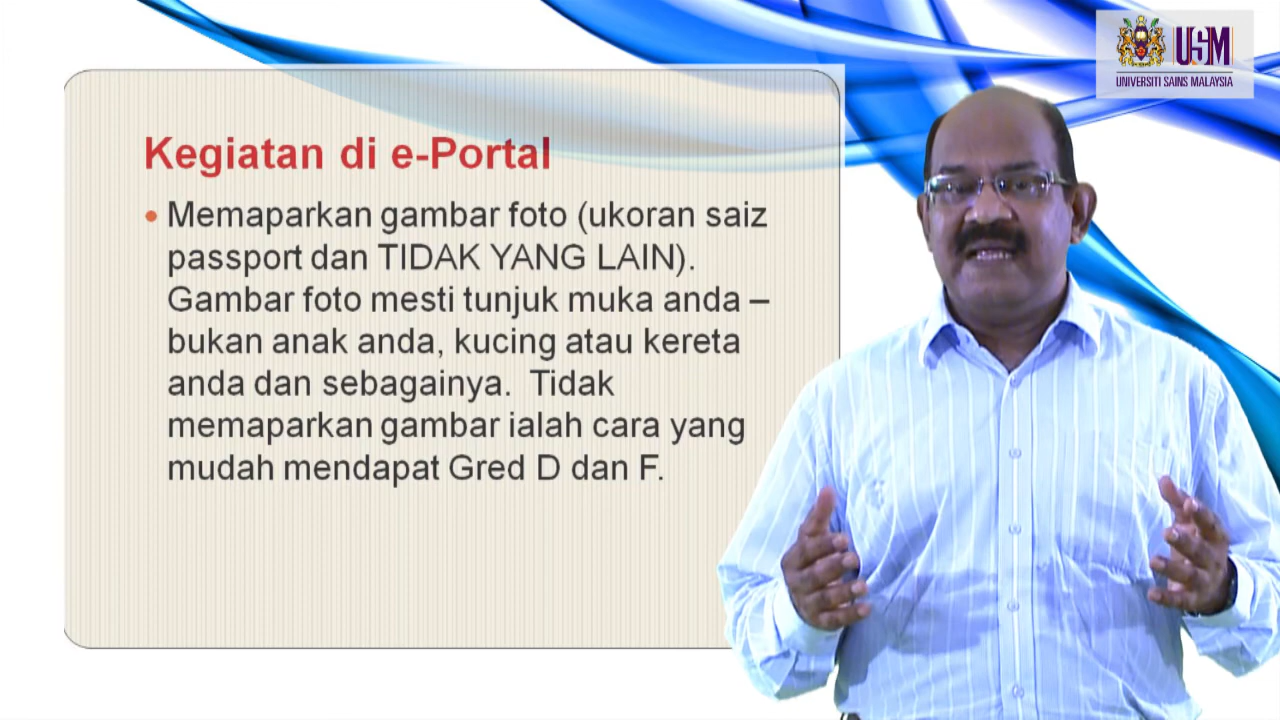 USM
UNIVERSITI SAINS MALAYSIA
Kegiatan di e-Portal
• Memaparkan gambar foto (ukoran saiz
passport dan TIDAK YANG LAIN).
Gambar foto mesti tunjuk muka anda –
bukan anak anda, kucing atau kereta
anda dan sebagainya. Tidak
memaparkan gambar ialah cara yang
mudah mendapat Gred D dan F.